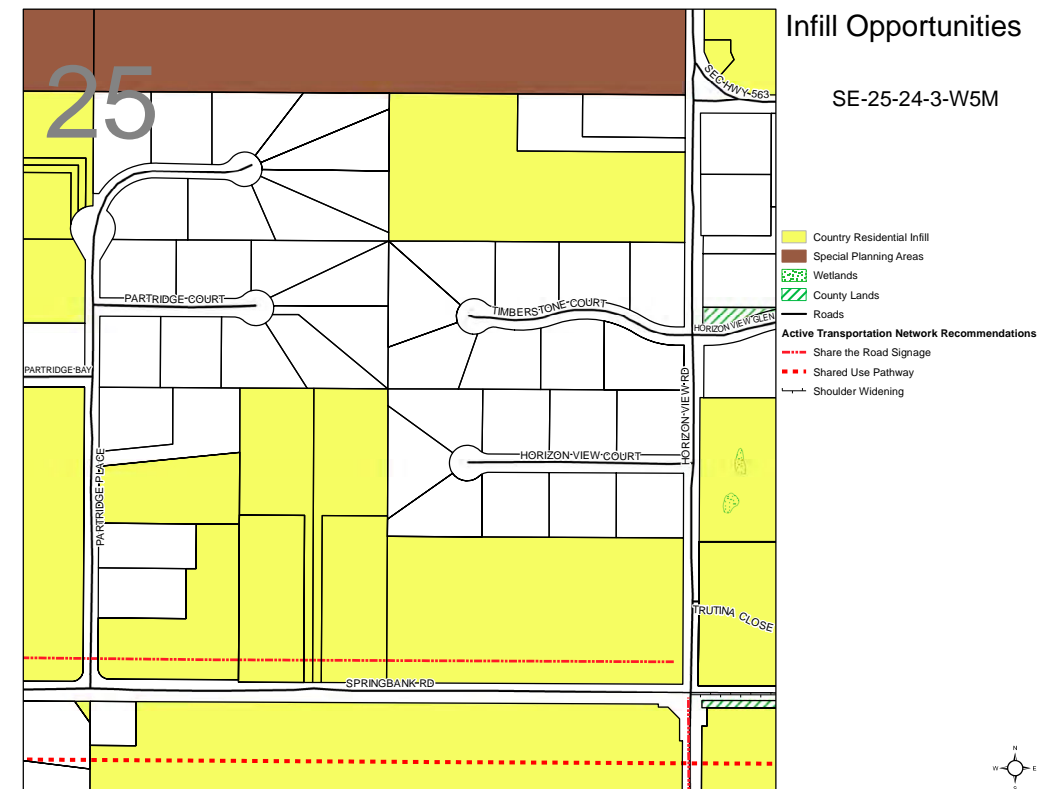 Infill Opportunities
SE-25-24-3-W5M
25
SEC HWY 563
PARTRIDGE COURT
TIMBERSTONE COURT
HORIZON VIEW GLEN
PARTRIDGE BAY
HORIZON VIEW RD
HORIZON VIEW COURT
PARTRIDGE PLACE
TRUTINA CLOSE
SPRINGBANK RD
Country Residential Infill
Special Planning Areas
Wetlands
County Lands
Roads
Active Transportation Network Recommendations
Share the Road Signage
Shared Use Pathway
Shoulder Widening
N
W E
S